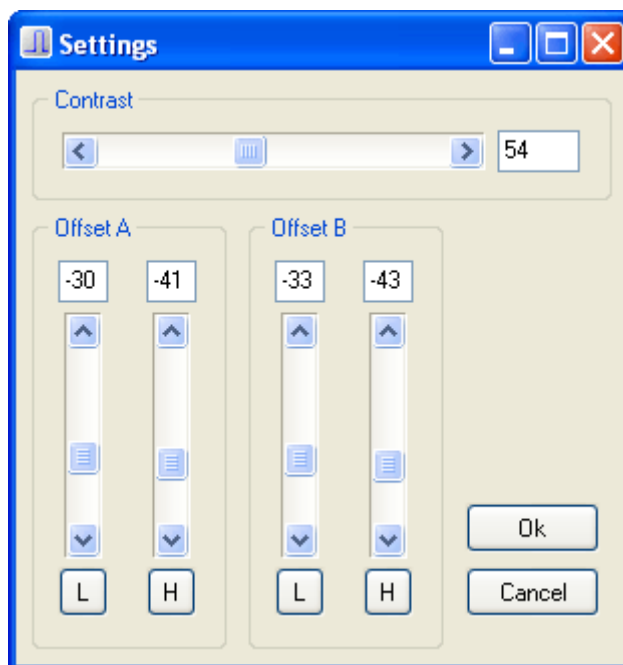 Settings
Contrast
54
Offset A
Offset B
-30
-41
-33
-43
L
H
L
H
Ok
Cancel